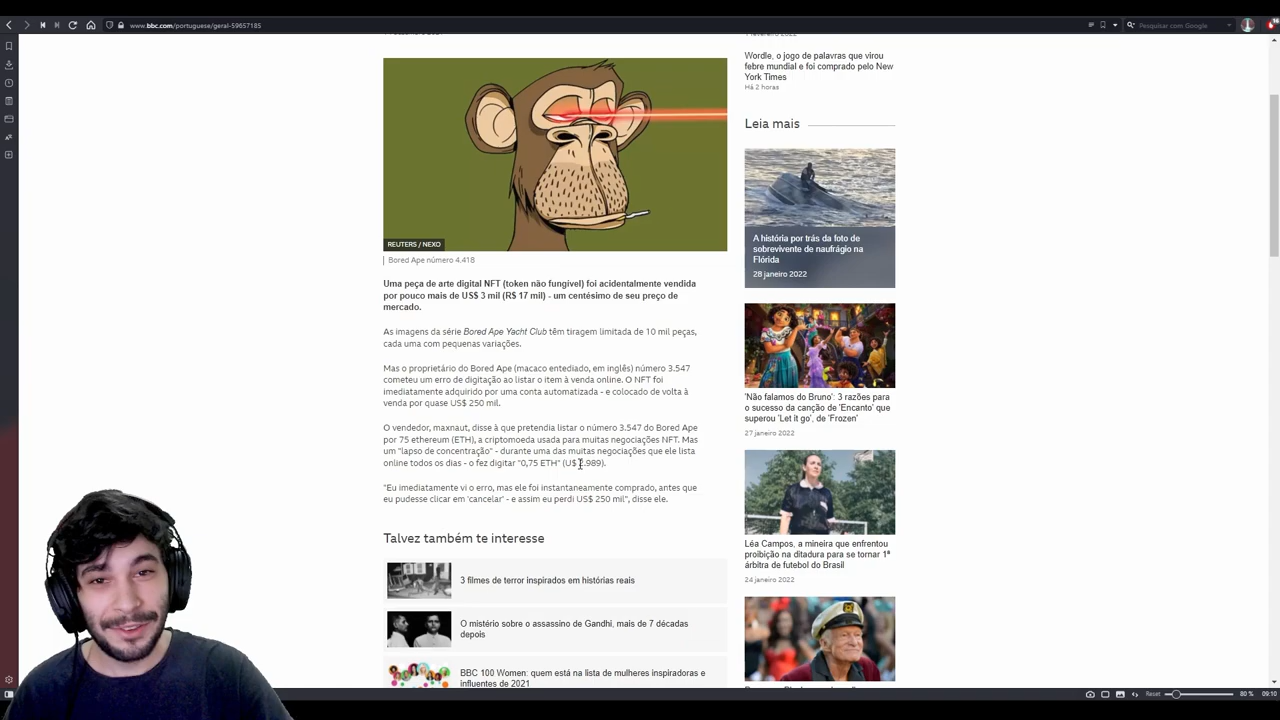 www.bbc.com/portuguese/geral-59657185
Pesquisar com Google
REUTERS / NEXO
Bored Ape número 4.418
Uma peça de arte digital NFT (token não fungível) foi acidentalmente vendida
por pouco mais de US$ 3 mil (R$ 17 mil) - um centésimo de seu preço de
mercado.
As imagens da série Bored Ape Yacht Club têm tiragem limitada de 10 mil peças,
cada uma com pequenas variações.
Mas o proprietário do Bored Ape (macaco entediado, em inglês) número 3.547
cometeu um erro de digitação ao listar o item à venda online. O NFT foi
imediatamente adquirido por uma conta automatizada - e colocado de volta à
venda por quase US$ 250 mil.
O vendedor, maxnaut, disse à que pretendia listar o número 3.547 do Bored Ape
por 75 ethereum (ETH), a criptomoeda usada para muitas negociações NFT. Mas
um "lapso de concentração" - durante uma das muitas negociações que ele lista
online todos os dias - o fez digitar "0,75 ETH" (U$ .989).
"Eu imediatamente vi o erro, mas ele foi instantaneamente comprado, antes que
eu pudesse clicar em 'cancelar' - e assim eu perdi US$ 250 mil", disse ele.
Talvez também te interesse
3 filmes de terror inspirados em histórias reais
O mistério sobre o assassino de Gandhi, mais de 7 décadas
depois
BBC 100 Women: quem está na lista de mulheres inspiradoras e
influentes de 2021
Wordle, o jogo de palavras que virou
febre mundial e foi comprado pelo New
York Times
Há 2 horas
Leia mais
A história por trás da foto de
sobrevivente de naufrágio na
Flórida
28 janeiro 2022
'Não falamos do Bruno': 3 razões para
o sucesso da canção de 'Encanto' que
superou 'Let it go', de 'Frozen'
27 janeiro 2022
Léa Campos, a mineira que enfrentou
proibição na ditadura para se tornar 1ª
árbitra de futebol do Brasil
24 janeiro 2022
Reset
80 %
09:10